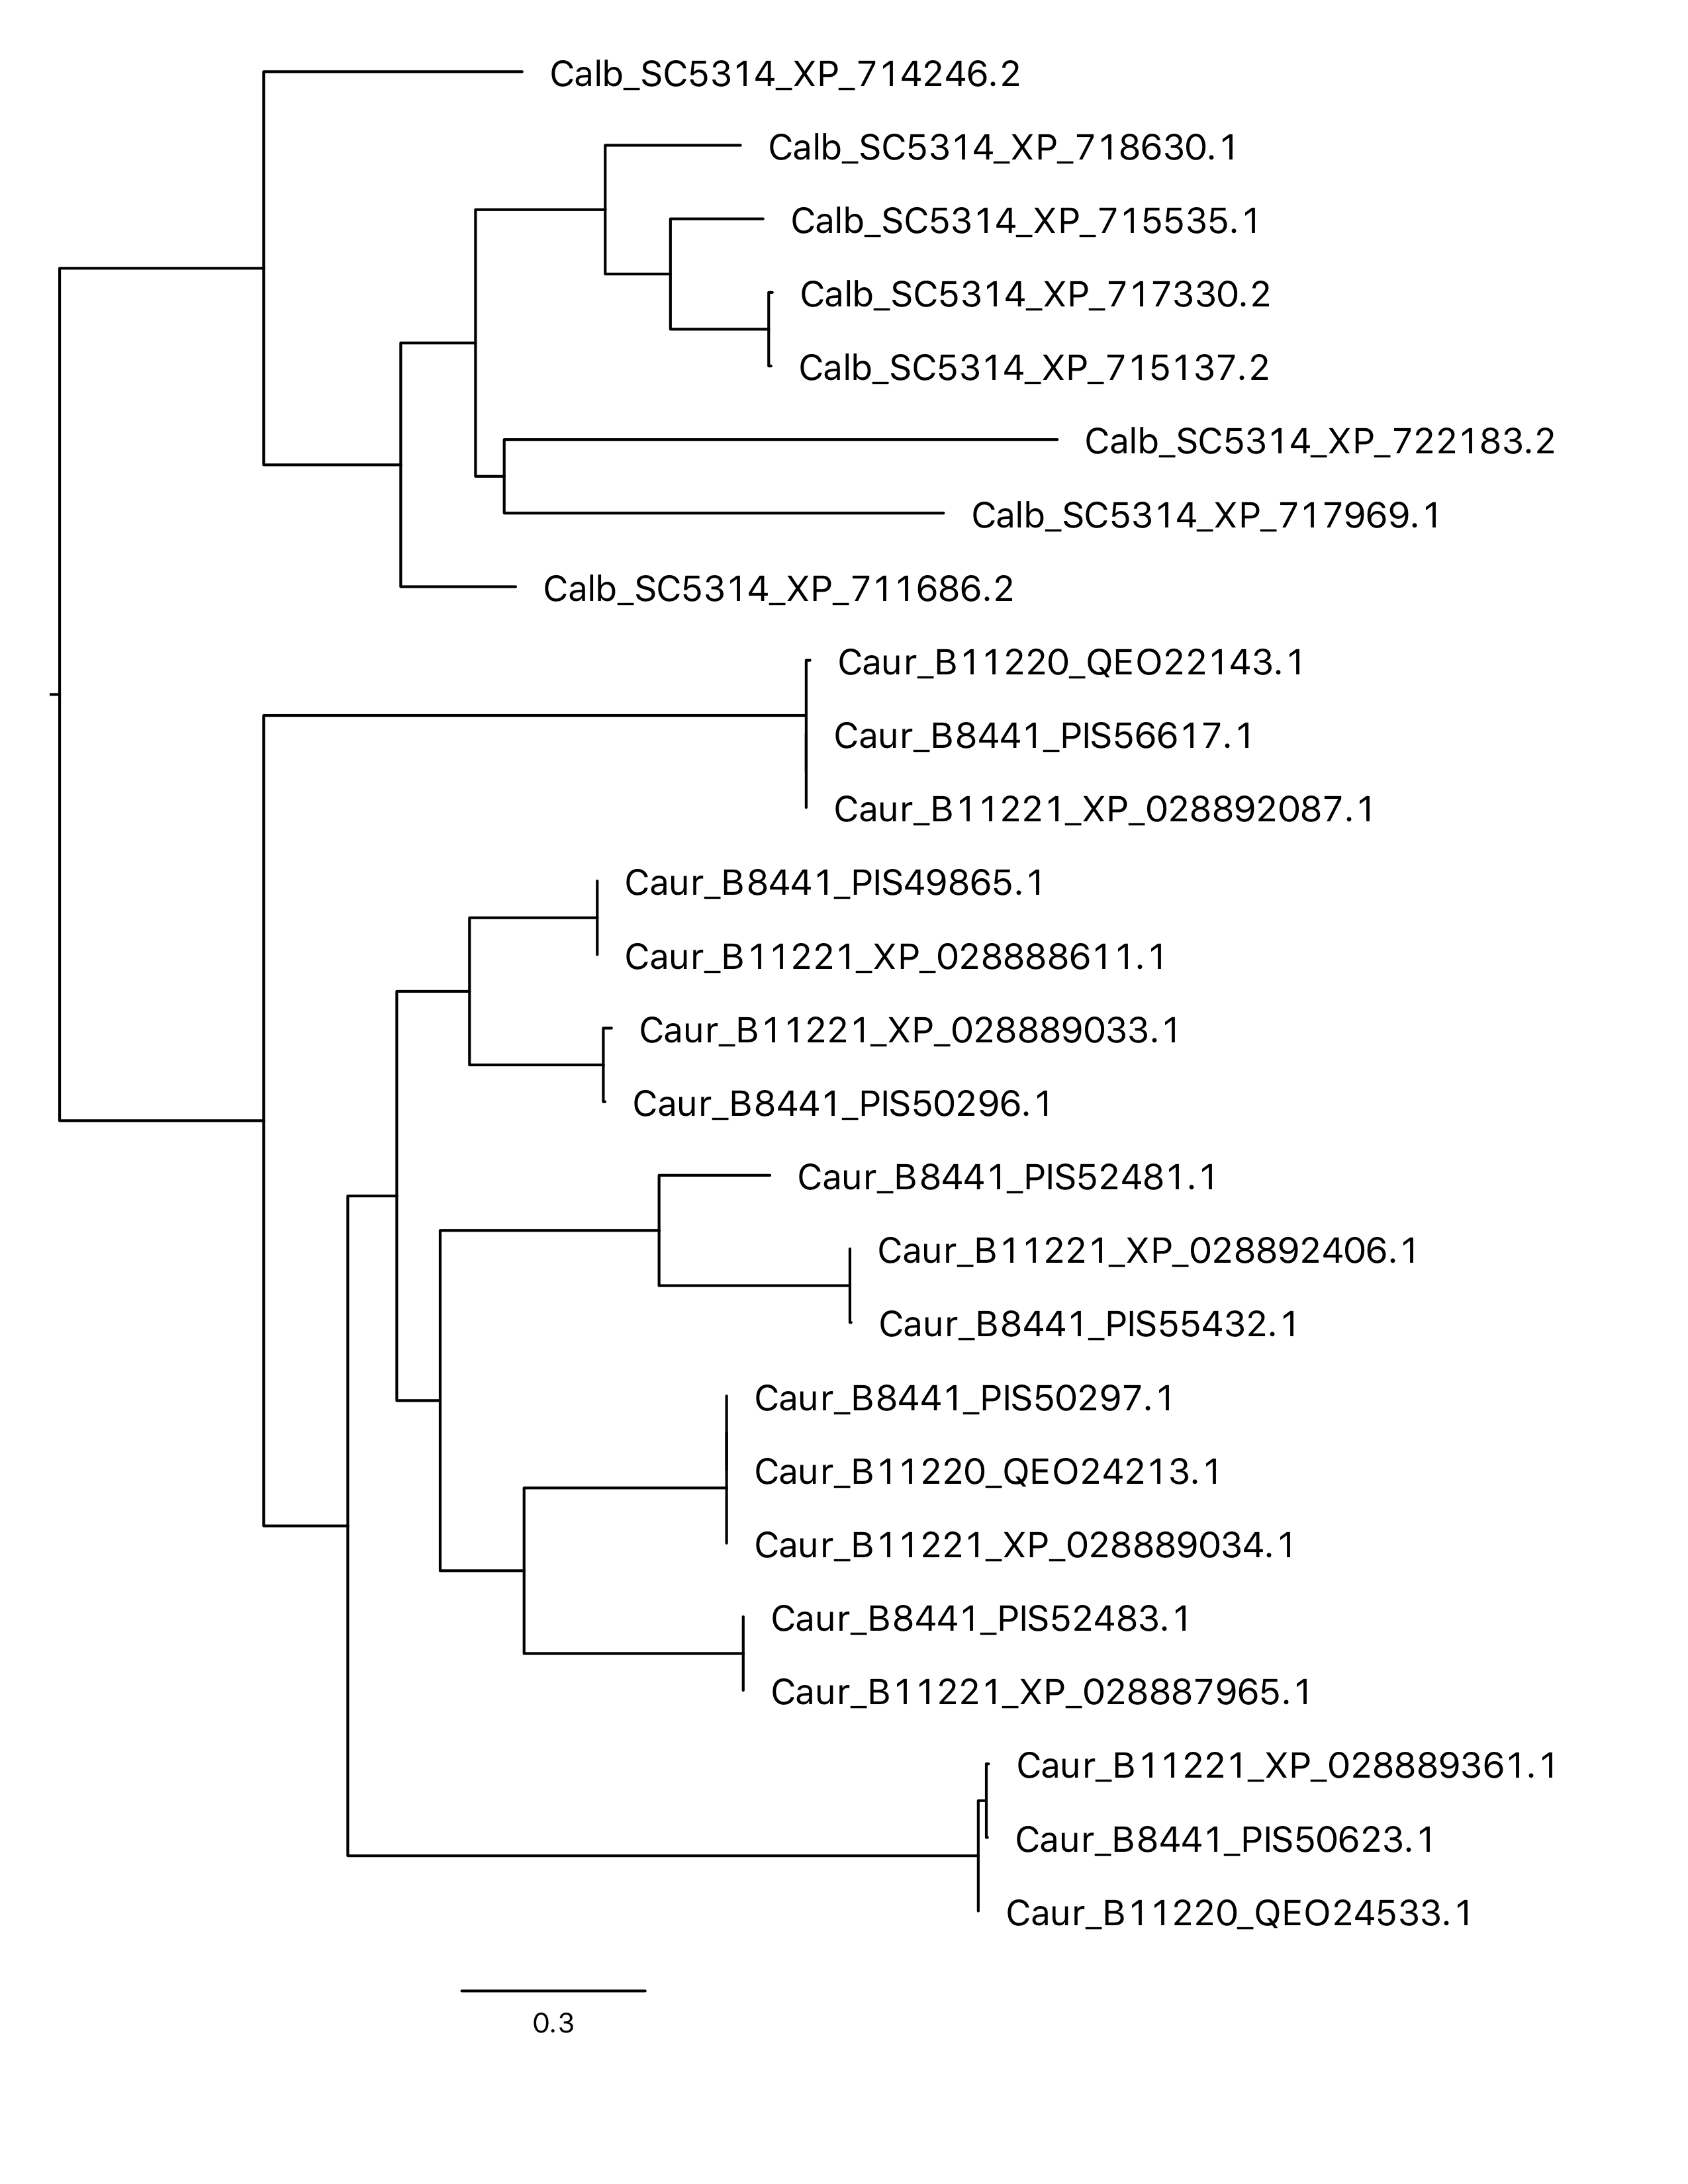 Calb_SC5314_XP_714246.2
Calb_SC5314_XP_718630.1
Calb_SC5314_XP_715535.1
Calb_SC5314_XP_717330.2
Calb_SC5314_XP_715137.2
Calb_SC5314_XP_722183.2
Calb_SC5314_XP_717969.1
Calb_SC5314_XP_711686.2
Caur_B11220_QEO22143.1
Caur_B8441_PIS56617.1
Caur_B11221_XP_028892087.1
Caur_B8441_PIS49865.1
Caur_B11221_XP_028888611.1
Caur_B11221_XP_028889033.1
Caur_B8441_PIS50296.1
Caur_B8441_PIS52481.1
Caur_B11221_XP_028892406.1
Caur_B8441_PIS55432.1
Caur_B8441_PIS50297.1
Caur_B11220_QEO24213.1
Caur_B11221_XP_028889034.1
Caur_B8441_PIS52483.1
Caur_B11221_XP_028887965.1
Caur_B11221_XP_028889361.1
Caur_B8441_PIS50623.1
Caur_B11220_QEO24533.1
0.3